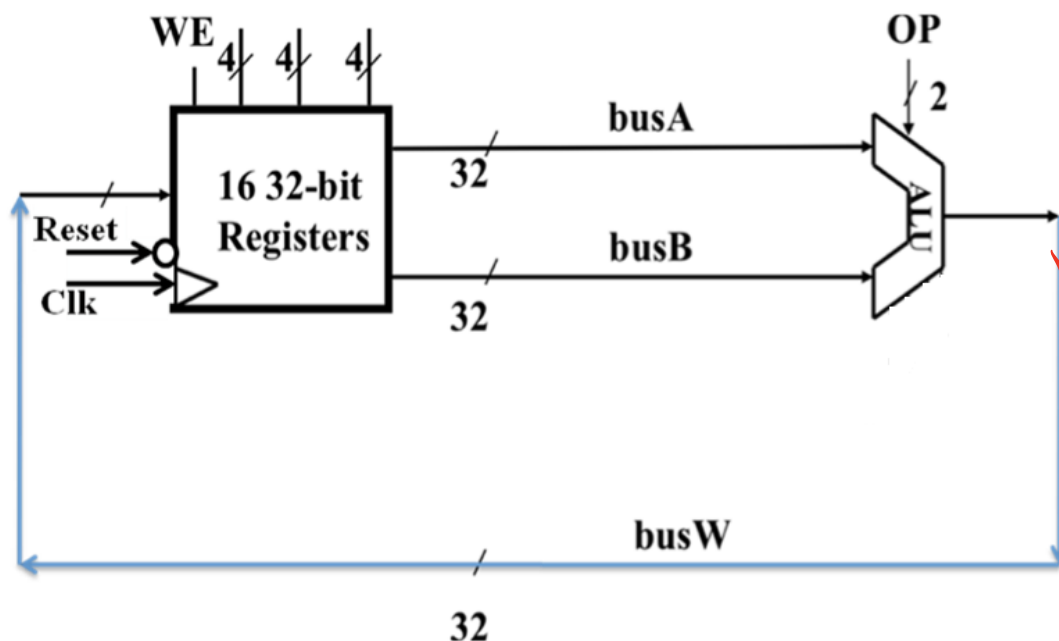 WE
OP
4 4 4
2
busA
32
16 32-bit
Registers
ALU
Reset
busB
Clk
32
busW
32